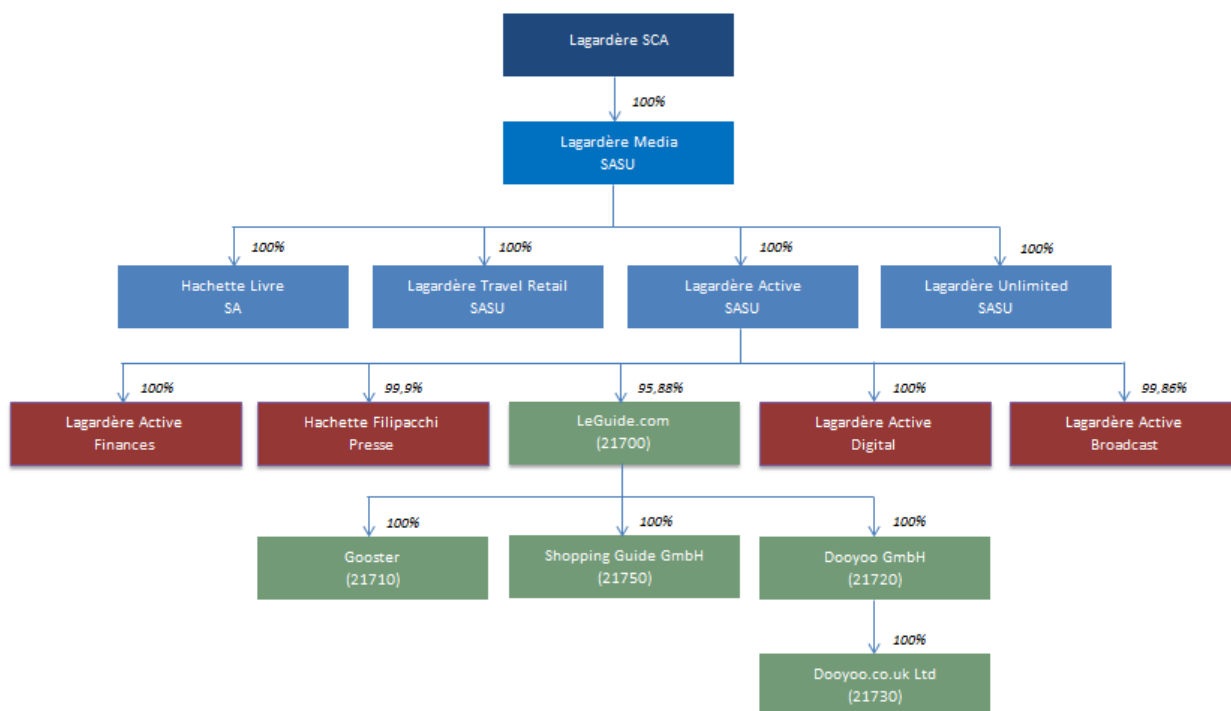 Lagardère SCA
100%
Lagardère Media
SASU
100%
100%
100%
100%
Hachette Livre
SA
Lagardère Travel Retail
SASU
Lagardère Active
SASU
Lagardère Unlimited
SASU
100%
99,9%
95,88%
100%
99,86%
Lagardère Active
Finances
Hachette Filipacchi
Presse
LeGuide.com
(21700)
Lagardère Active
Digital
Lagardère Active
Broadcast
100%
100%
100%
Gooster
(21710)
Shopping Guide GmbH
(21750)
Dooyoo GmbH
(21720)
100%
Dooyoo.co.uk Ltd
(21730)